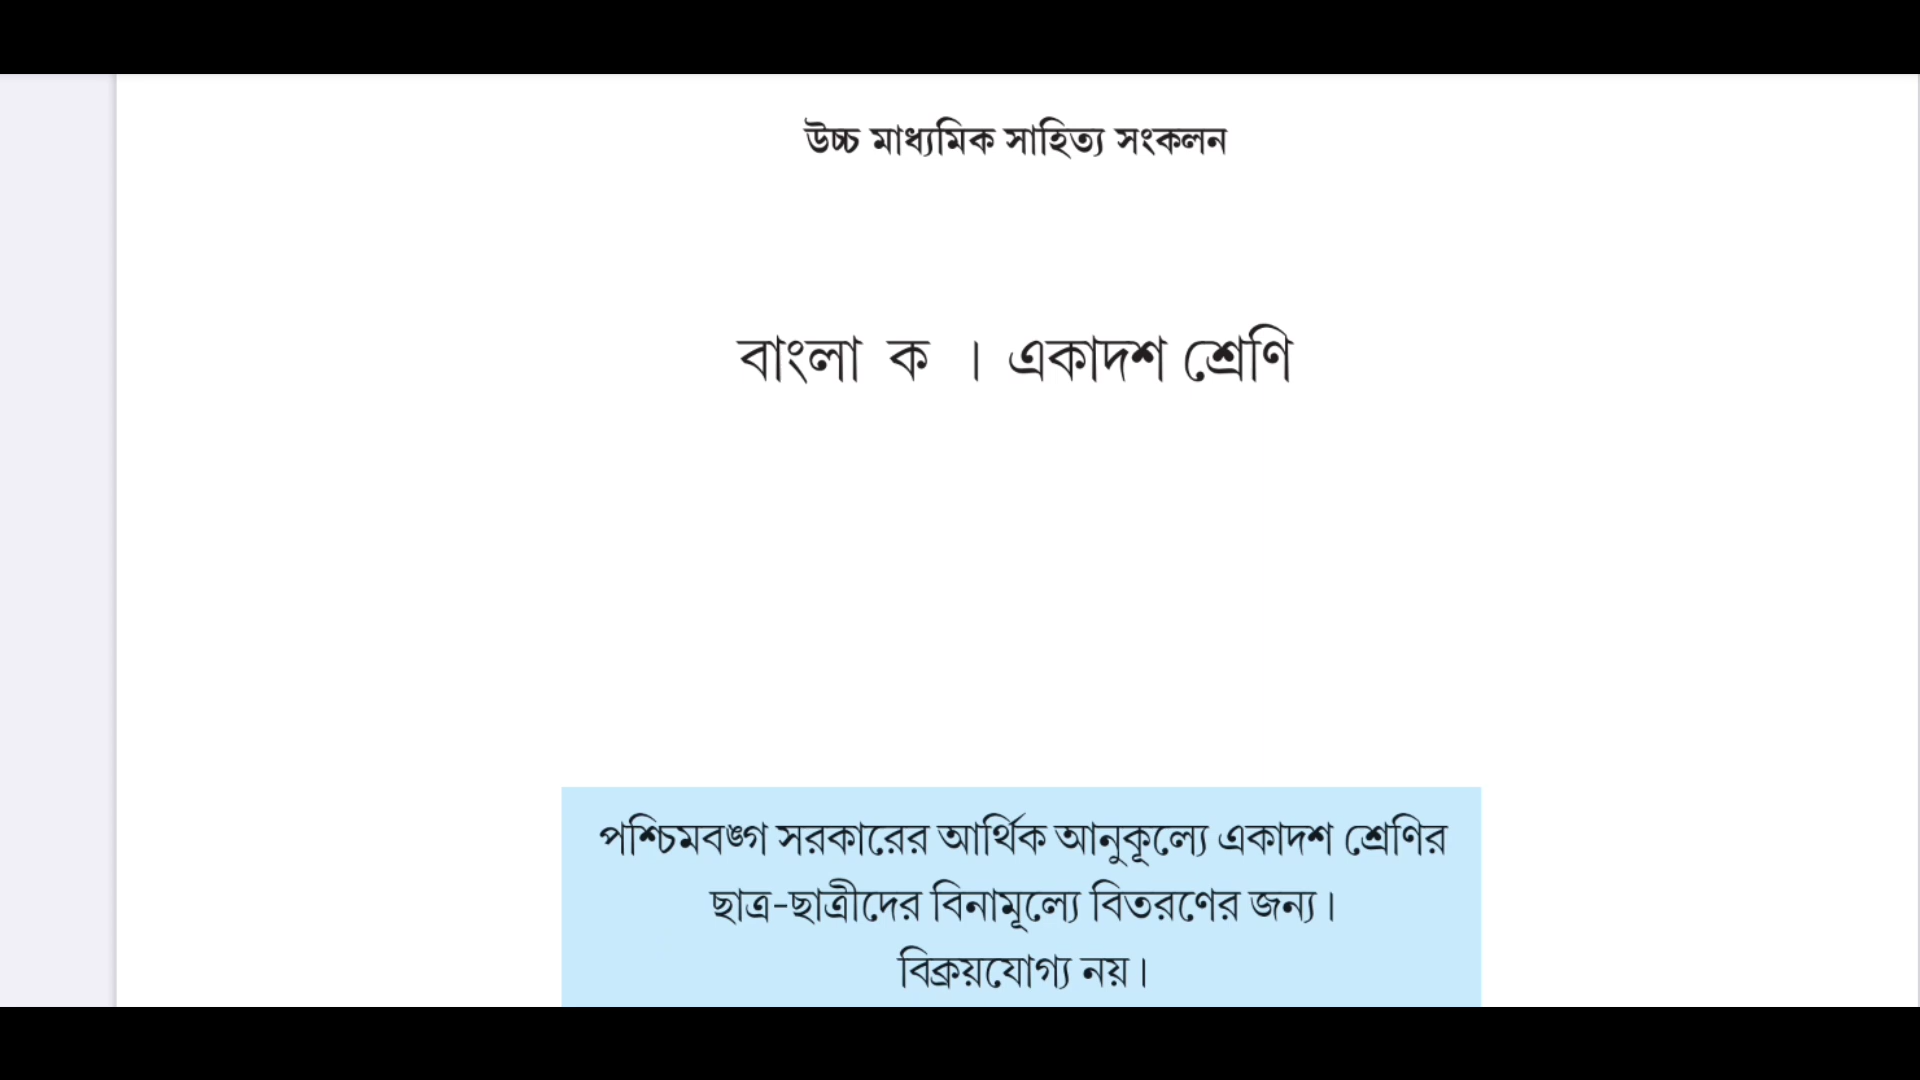 উচ্চ মাধ্যমিক সাহিত্য সংকলন
বাংলা ক । একাদশ শ্রেণি
পশ্চিমবঙ্গ সরকারের আর্থিক আনুকূল্যে একাদশ শ্রেণির
ছাত্র-ছাত্রীদের বিনামূল্যে বিতরণের জন্য।
বিক্রয়যোগ্য নয়।